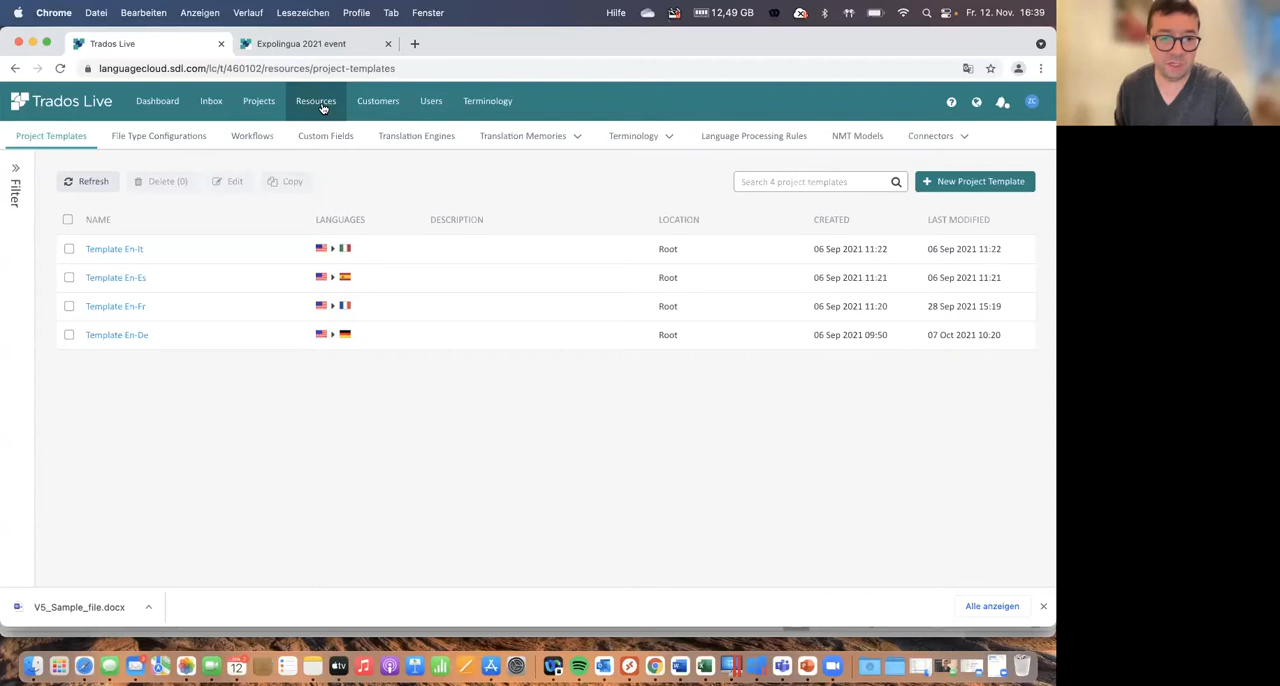 Chrome Datei Bearbeiten Anzeigen Verlauf Lesezeichen Profile Tab Fenster Hilfe 12,49 GB Fr. 12. Nov. 16:39
Trados Live Expolingua 2021 event
languagecloud.sdl.com/lc/t/460102/resources/project-templates
Trados Live Dashboard Inbox Projects Resources Customers Users Terminology ZC
Project Templates File Type Configurations Workflows Custom Fields Translation Engines Translation Memories Terminology Language Processing Rules NMT Models Connectors
Filter
Refresh Delete (0) Edit Copy Search 4 project templates New Project Template
NAME LANGUAGES DESCRIPTION LOCATION CREATED LAST MODIFIED
Template En-It Root 06 Sep 2021 11:22 06 Sep 2021 11:22
Template En-Es Root 06 Sep 2021 11:21 06 Sep 2021 11:21
Template En-Fr Root 06 Sep 2021 11:20 28 Sep 2021 15:19
Template En-De Root 06 Sep 2021 09:50 07 Oct 2021 10:20
V5_Sample_file.docx Alle anzeigen
tv 12